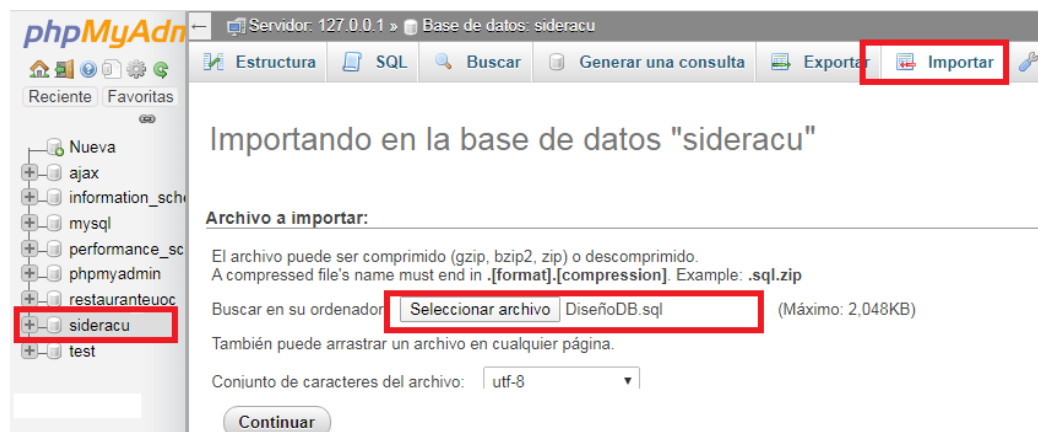 phpMyAdn
Reciente Favoritas
Nueva
ajax
information_sche
mysql
performance_sc
phpmyadmin
restauranteuoc
sideracu
test
← Servidor: 127.0.0.1 » Base de datos: sideracu
Estructura SQL Buscar Generar una consulta Exportar Importar
Importando en la base de datos "sideracu"
Archivo a importar:
El archivo puede ser comprimido (gzip, bzip2, zip) o descomprimido.
A compressed file's name must end in .[format].[compression]. Example: .sql.zip
Buscar en su ordenador: Seleccionar archivo DiseñoDB.sql (Máximo: 2,048KB)
También puede arrastrar un archivo en cualquier página.
Conjunto de caracteres del archivo: utf-8
Continuar